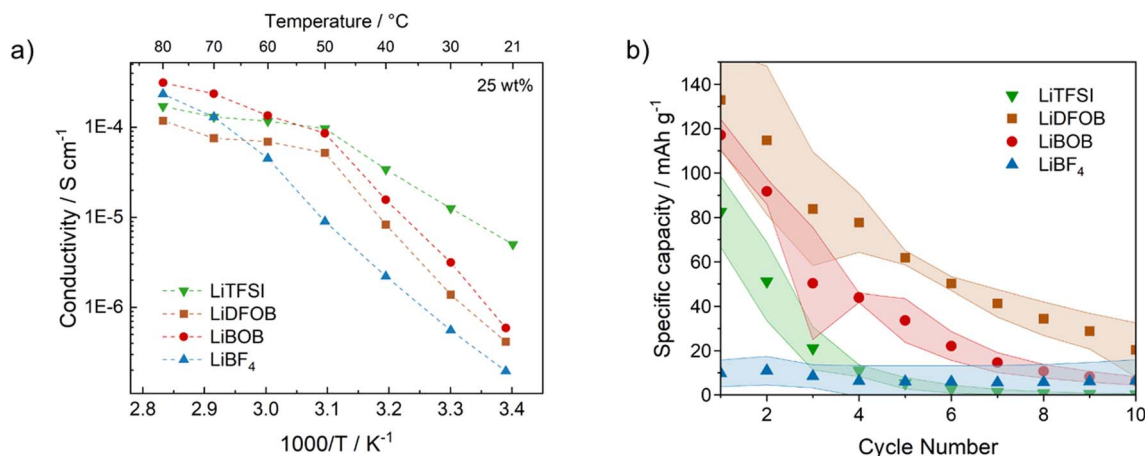 a)
Temperature / °C
80 70 60 50 40 30 21
25 wt%
Conductivity / S cm⁻¹
1E-4
1E-5
1E-6
LiTFSI
LiDFOB
LiBOB
LiBF₄
2.8 2.9 3.0 3.1 3.2 3.3 3.4
1000/T / K⁻¹
b)
Specific capacity / mAh g⁻¹
140
120
100
80
60
40
20
0
LiTFSI
LiDFOB
LiBOB
LiBF₄
2 4 6 8 10
Cycle Number